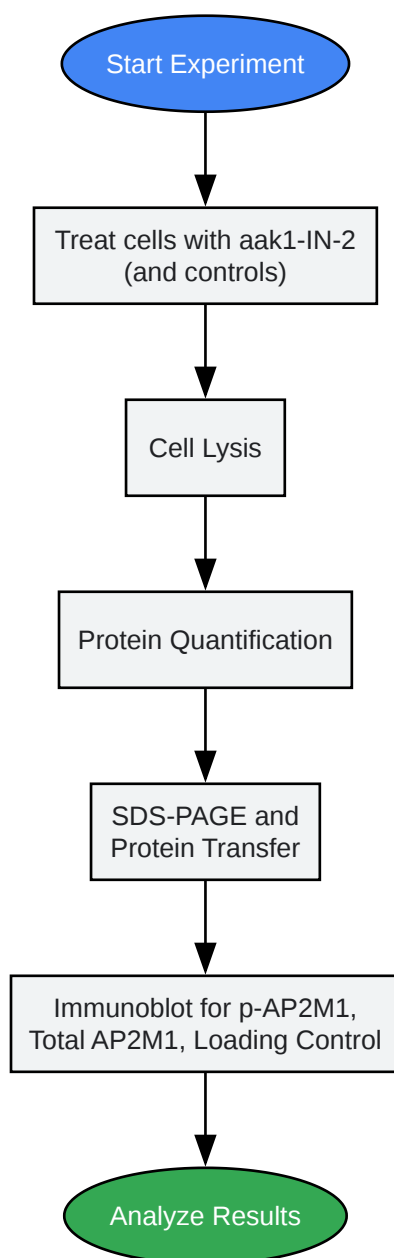 Start Experiment
Treat cells with aak1-IN-2
(and controls)
Cell Lysis
Protein Quantification
SDS-PAGE and
Protein Transfer
Immunoblot for p-AP2M1,
Total AP2M1, Loading Control
Analyze Results